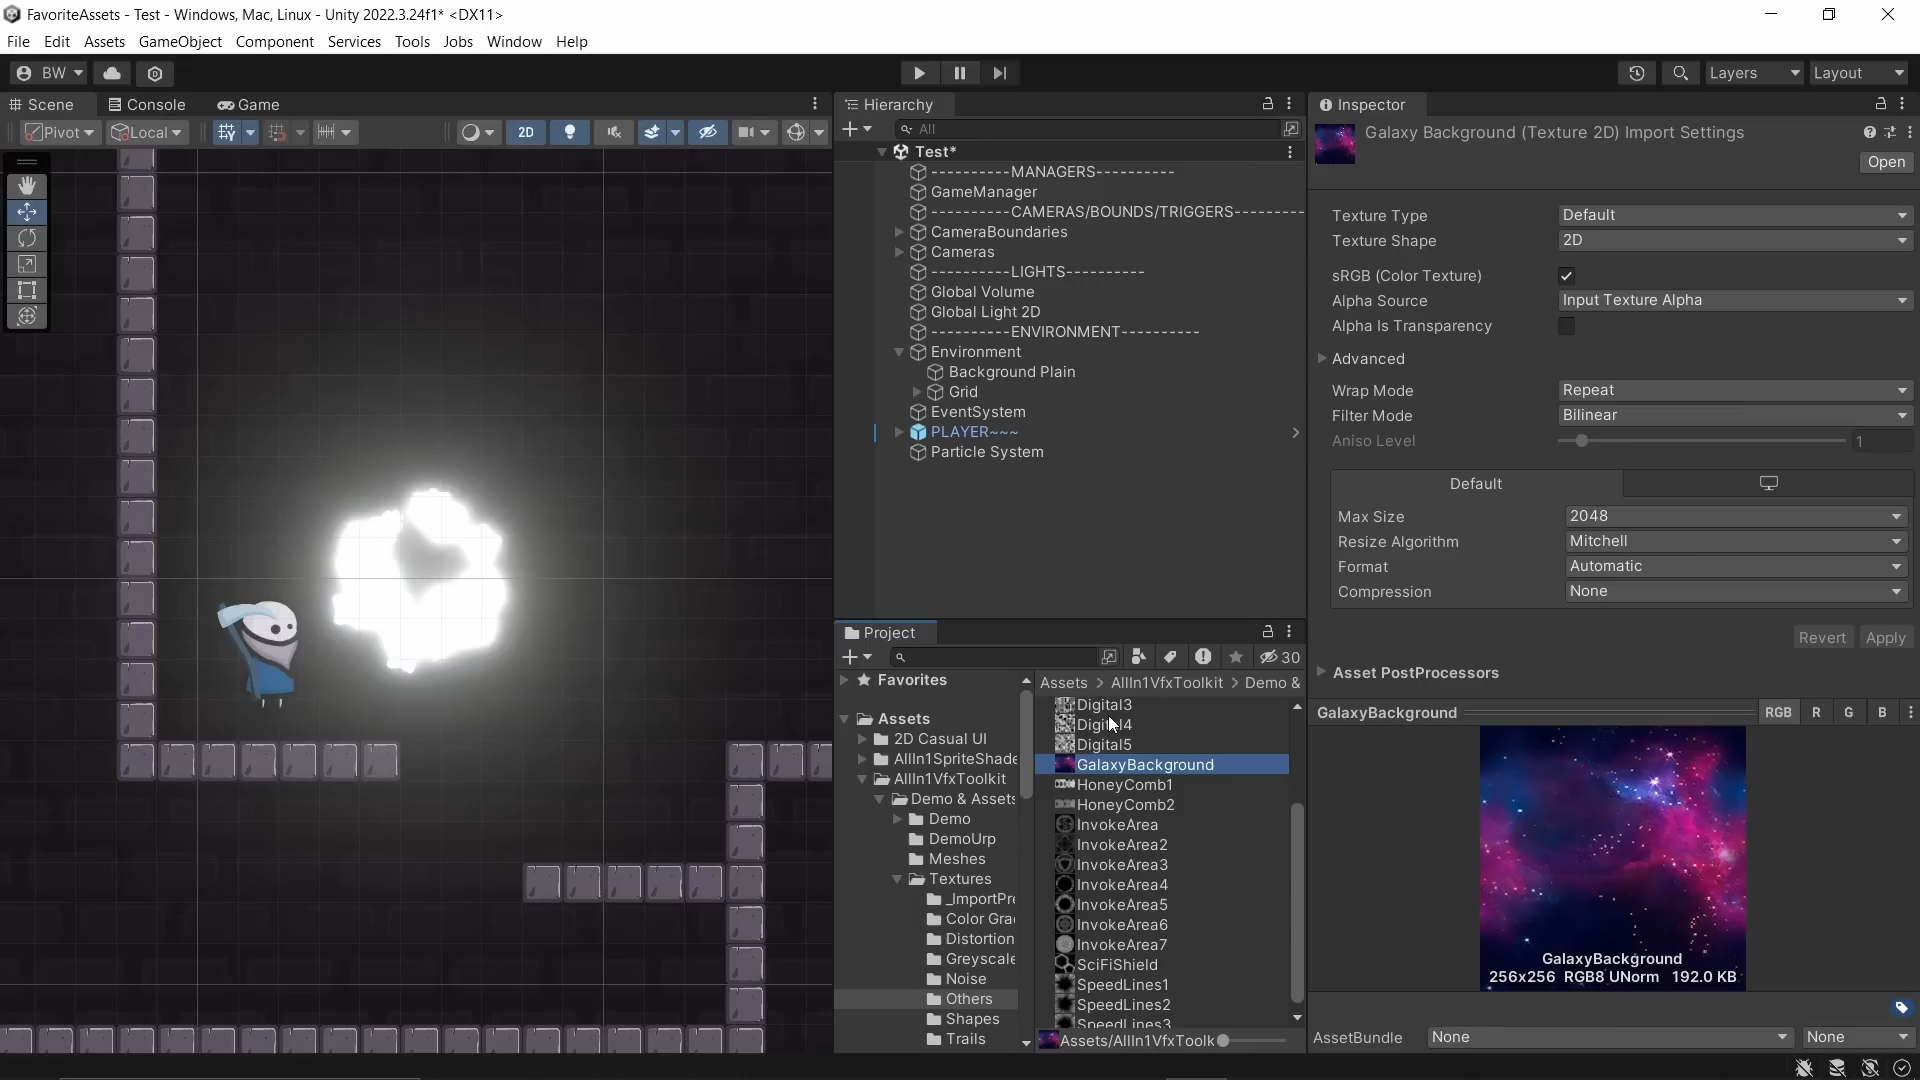 FavoriteAssets - Test - Windows, Mac, Linux - Unity 2022.3.24f1* <DX11>
File Edit Assets GameObject Component Services Tools Jobs Window Help
BW
Layers Layout
Scene Console Game
Pivot Local 2D
Hierarchy
All
Test*
----------MANAGERS----------
GameManager
----------CAMERAS/BOUNDS/TRIGGERS---------
CameraBoundaries
Cameras
----------LIGHTS----------
Global Volume
Global Light 2D
----------ENVIRONMENT----------
Environment
Background Plain
Grid
EventSystem
PLAYER~~~
Particle System
Project
30
Favorites
Assets
2D Casual UI
AllIn1SpriteShade
AllIn1VfxToolkit
Demo & Assets
Demo
DemoUrp
Meshes
Textures
_ImportPre
Color Gra
Distortion
Greyscale
Noise
Others
Shapes
Trails
Assets > AllIn1VfxToolkit > Demo &
Digital3
Digital4
Digital5
GalaxyBackground
HoneyComb1
HoneyComb2
InvokeArea
InvokeArea2
InvokeArea3
InvokeArea4
InvokeArea5
InvokeArea6
InvokeArea7
SciFiShield
SpeedLines1
SpeedLines2
SpeedLines3
Assets/AllIn1VfxToolk
Inspector
Galaxy Background (Texture 2D) Import Settings
Open
Texture Type Default
Texture Shape 2D
sRGB (Color Texture)
Alpha Source Input Texture Alpha
Alpha Is Transparency
Advanced
Wrap Mode Repeat
Filter Mode Bilinear
Aniso Level 1
Default
Max Size 2048
Resize Algorithm Mitchell
Format Automatic
Compression None
Revert Apply
Asset PostProcessors
GalaxyBackground RGB R G B
GalaxyBackground
256x256 RGB8 UNorm 192.0 KB
AssetBundle None None